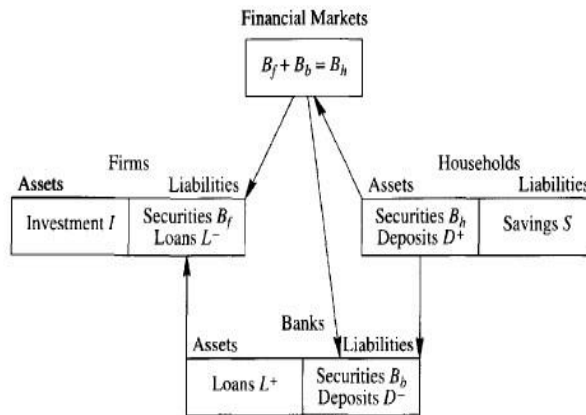 Financial Markets
B_f + B_b = B_h
Firms
Households
Assets
Liabilities
Assets
Liabilities
Investment I
Securities B_f
Loans L⁻
Securities B_h
Deposits D⁺
Savings S
Banks
Assets
Liabilities
Loans L⁺
Securities B_b
Deposits D⁻